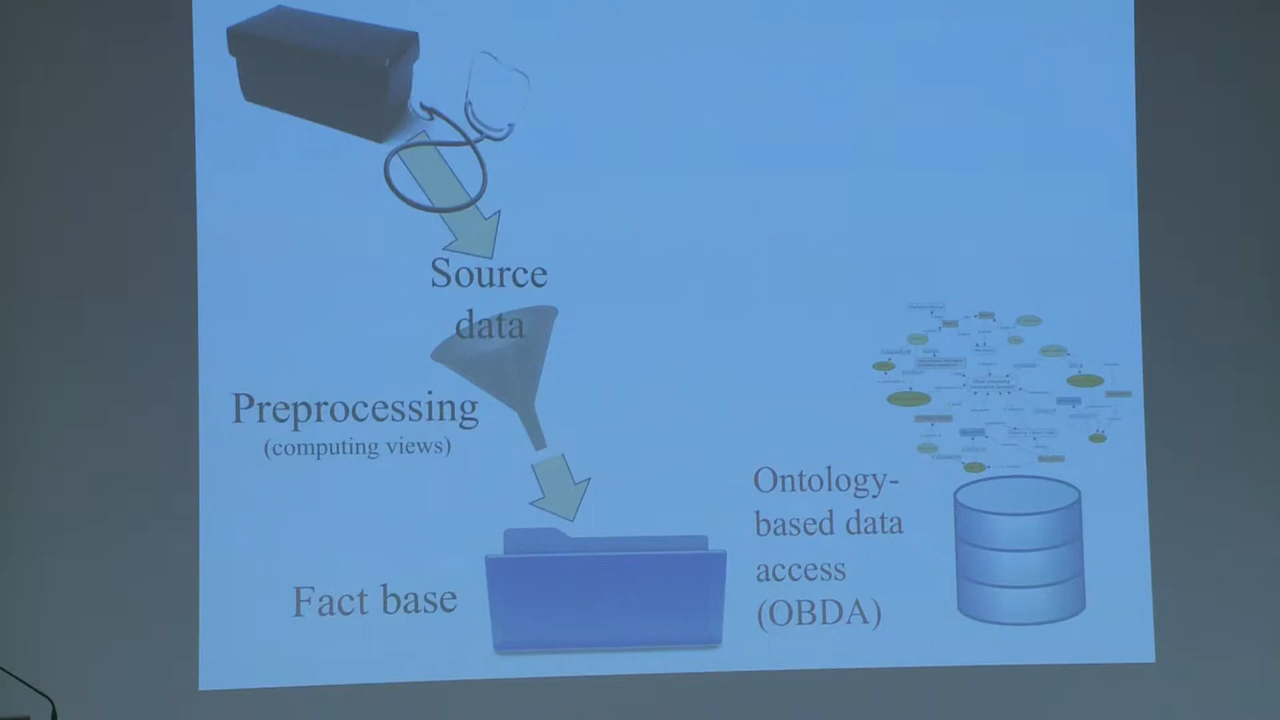 Source
data
Preprocessing
(computing views)
Fact base
Ontology-
based data
access
(OBDA)